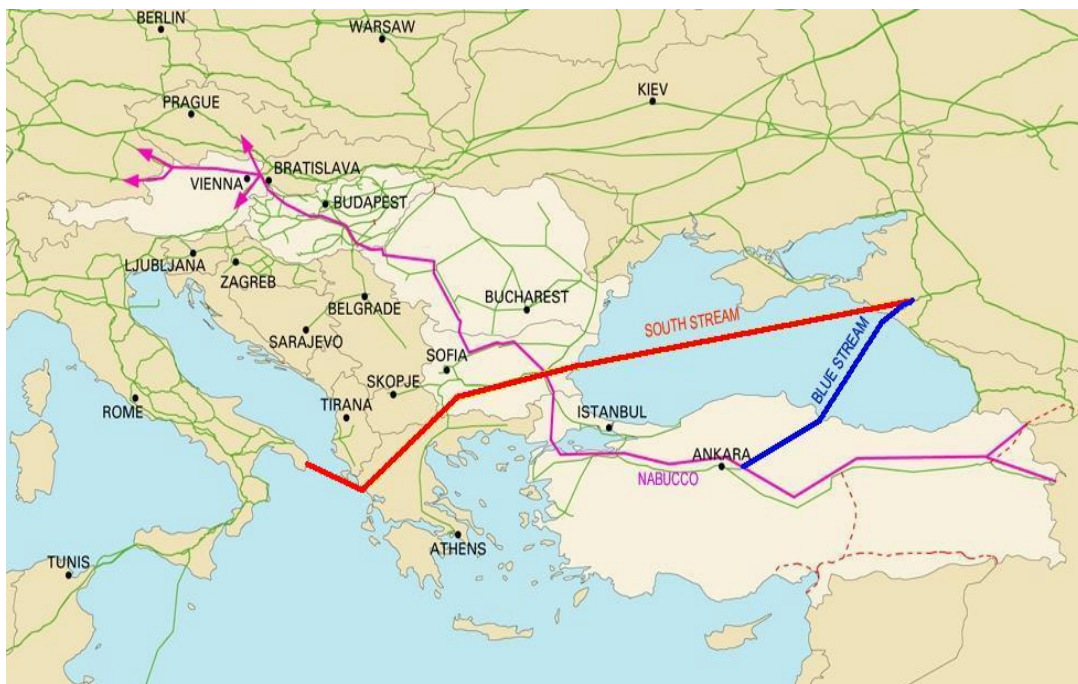 BERLIN
WARSAW
KIEV
PRAGUE
BRATISLAVA
VIENNA
BUDAPEST
LJUBLJANA
ZAGREB
BELGRADE
BUCHAREST
SOUTH STREAM
BLUE STREAM
SARAJEVO
SOFIA
SKOPJE
TIRANA
ROME
ISTANBUL
ANKARA
NABUCCO
ATHENS
TUNIS